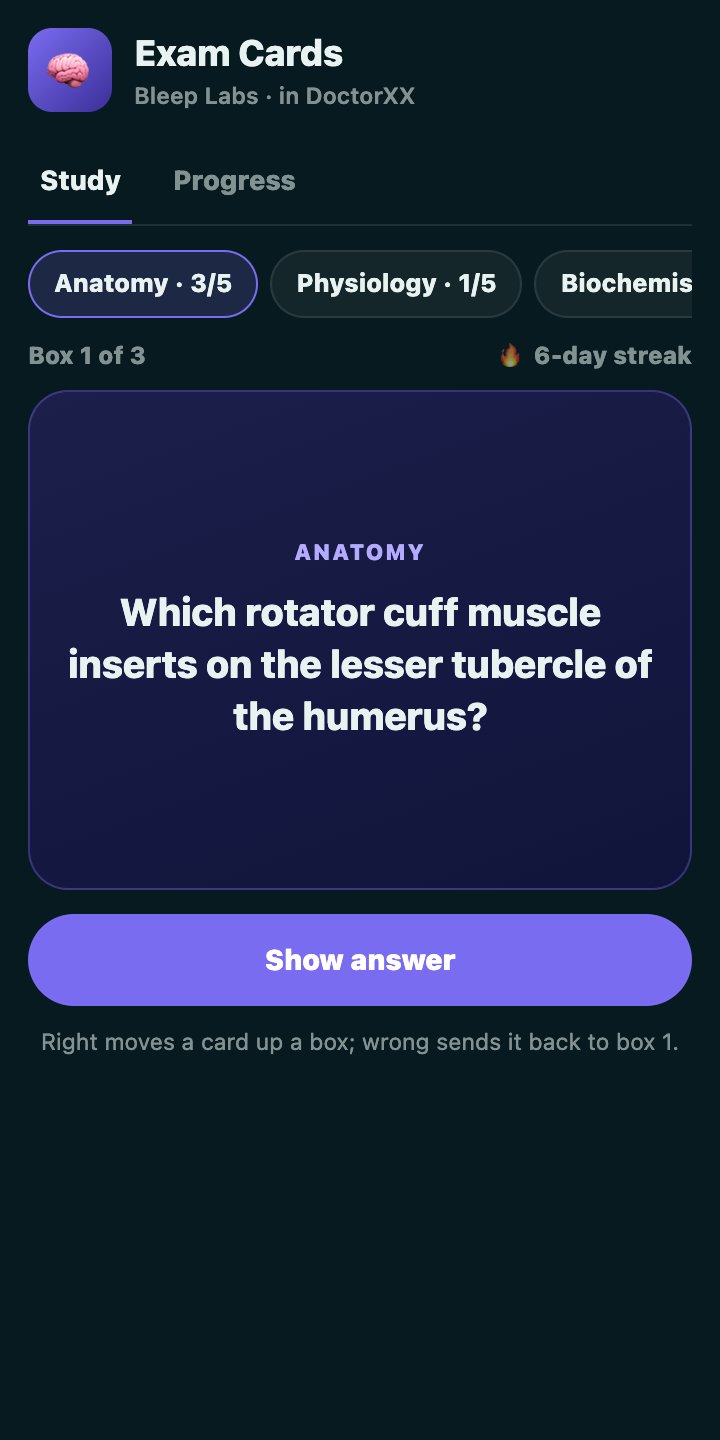 Exam Cards
Bleep Labs · in DoctorXX
Study Progress
Anatomy · 3/5 Physiology · 1/5 Biochemis
Box 1 of 3 🔥 6-day streak
ANATOMY
Which rotator cuff muscle
inserts on the lesser tubercle of
the humerus?
Show answer
Right moves a card up a box; wrong sends it back to box 1.